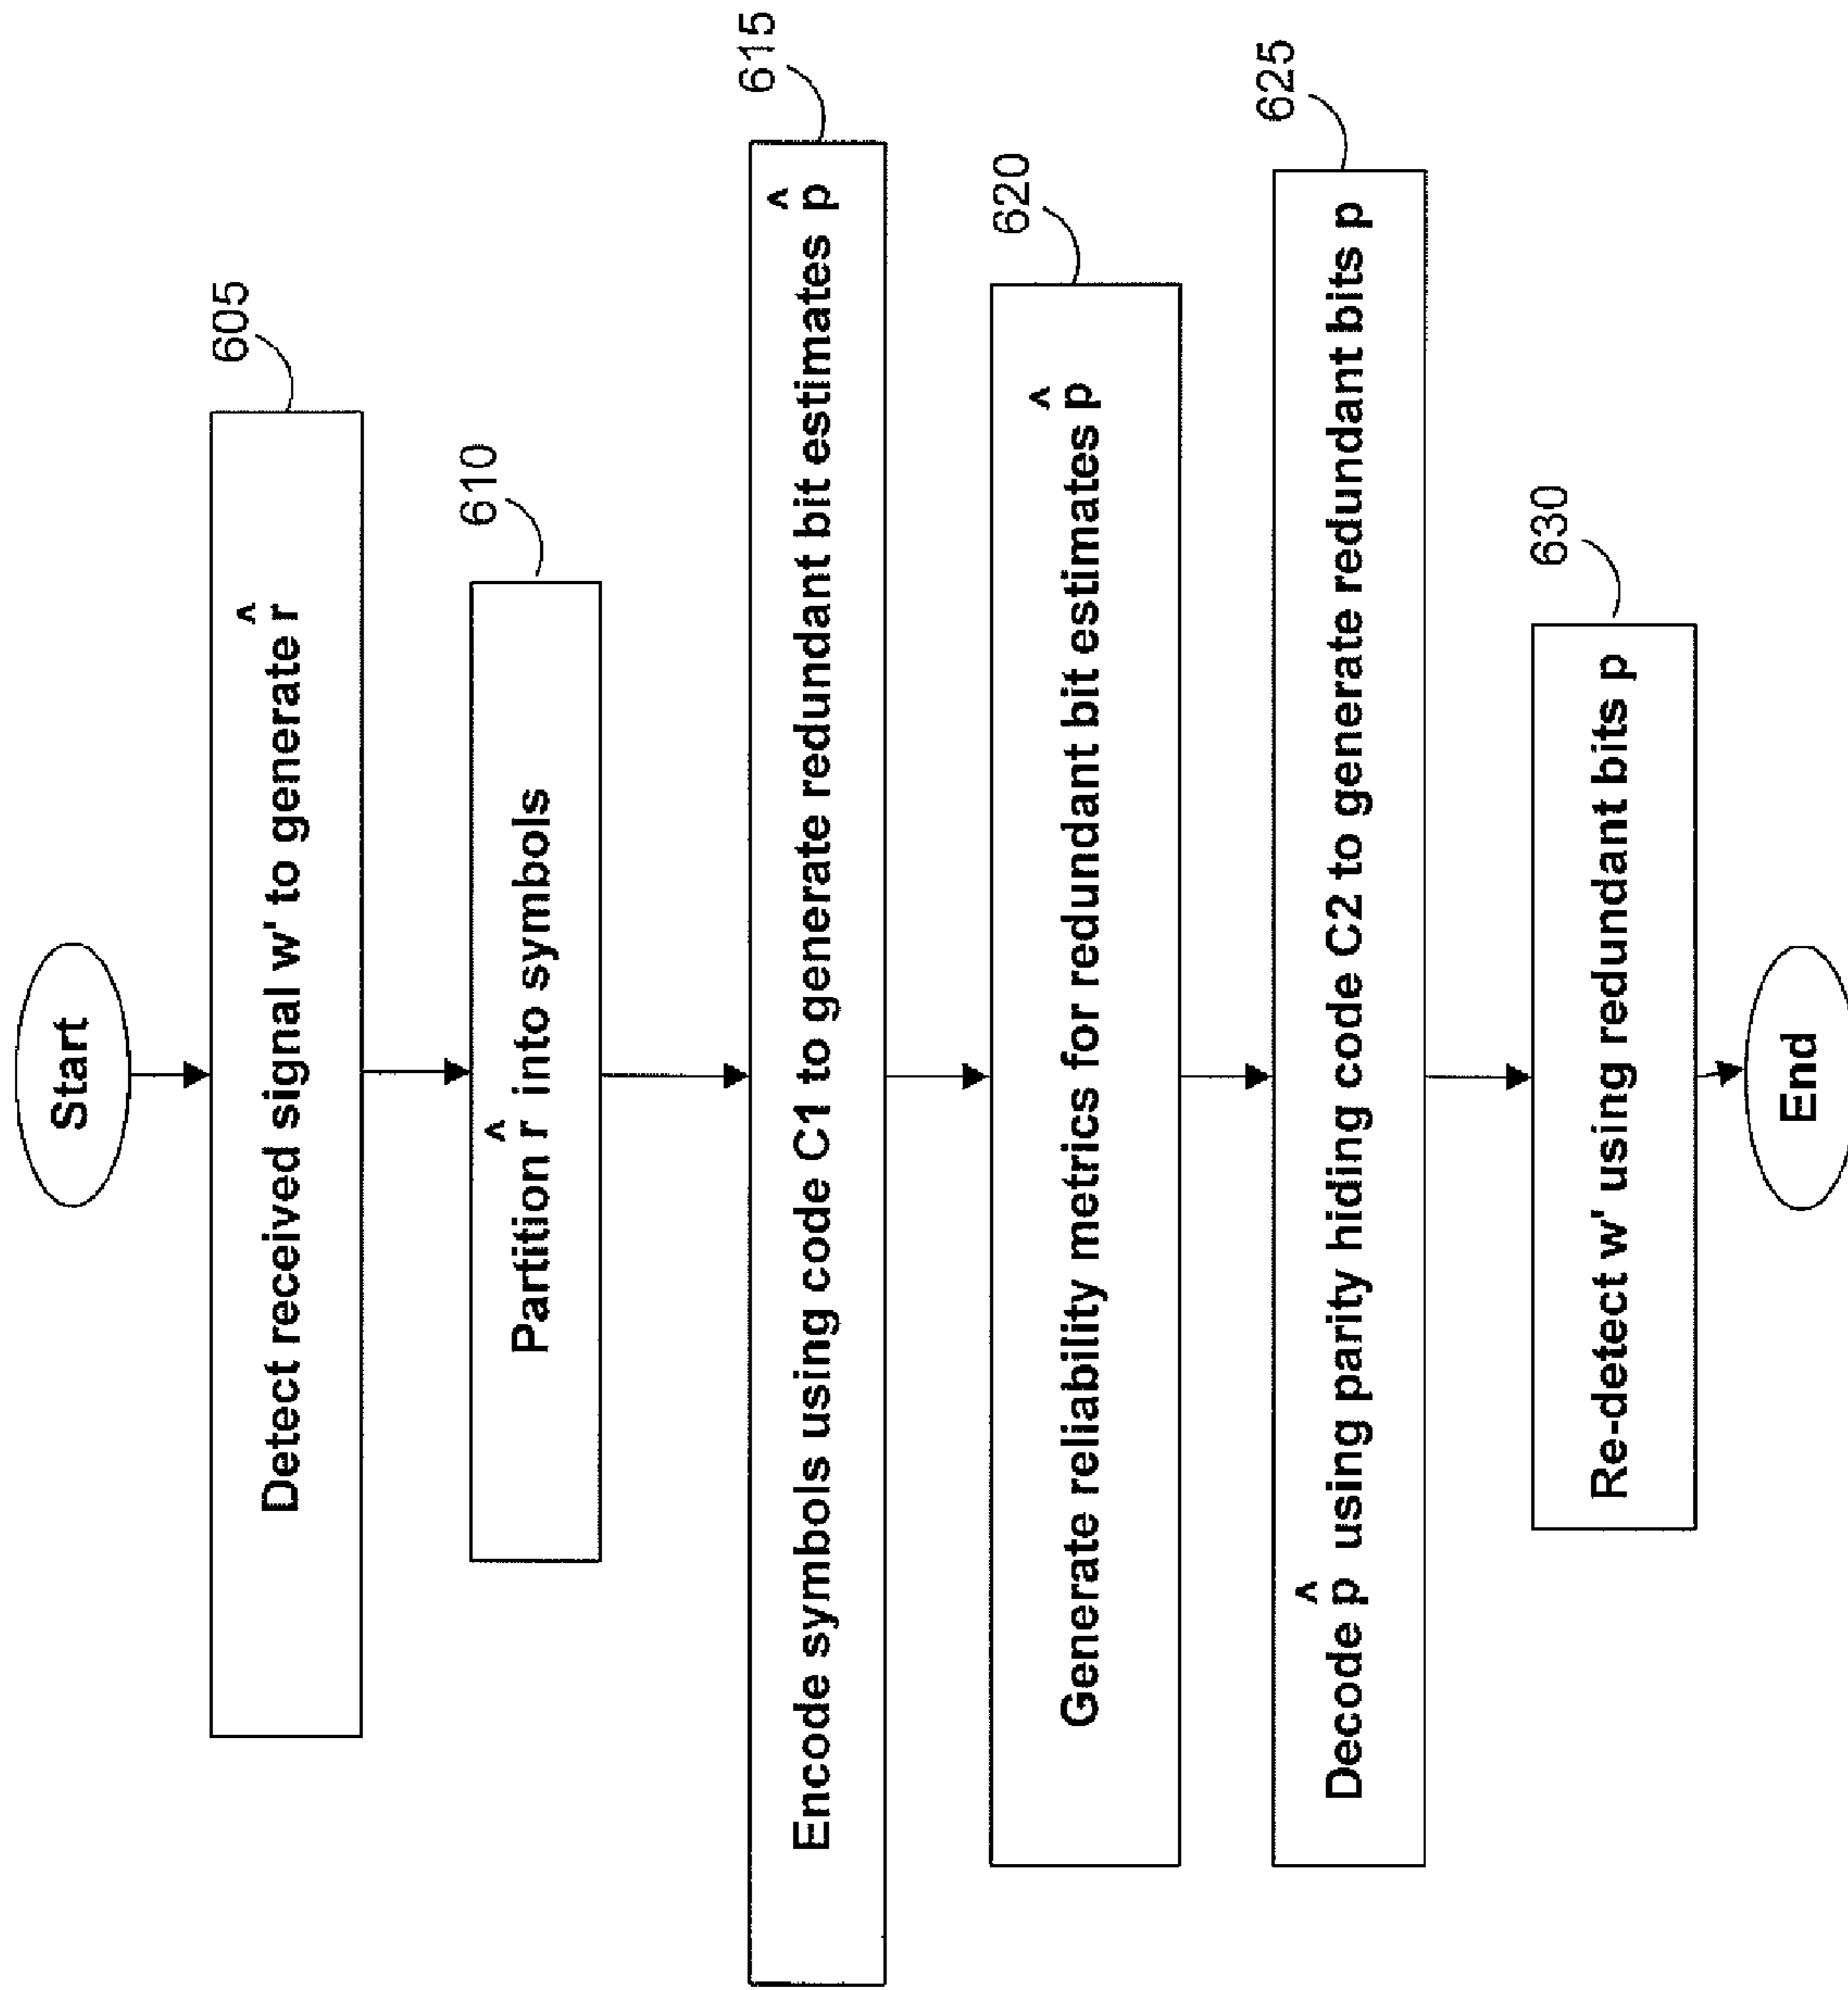 Start
605
Detect received signal w' to generate r̂
610
Partition r̂ into symbols
615
Encode symbols using code C1 to generate redundant bit estimates p̂
620
Generate reliability metrics for redundant bit estimates p̂
625
Decode p̂ using parity hiding code C2 to generate redundant bits p
630
Re-detect w' using redundant bits p
End